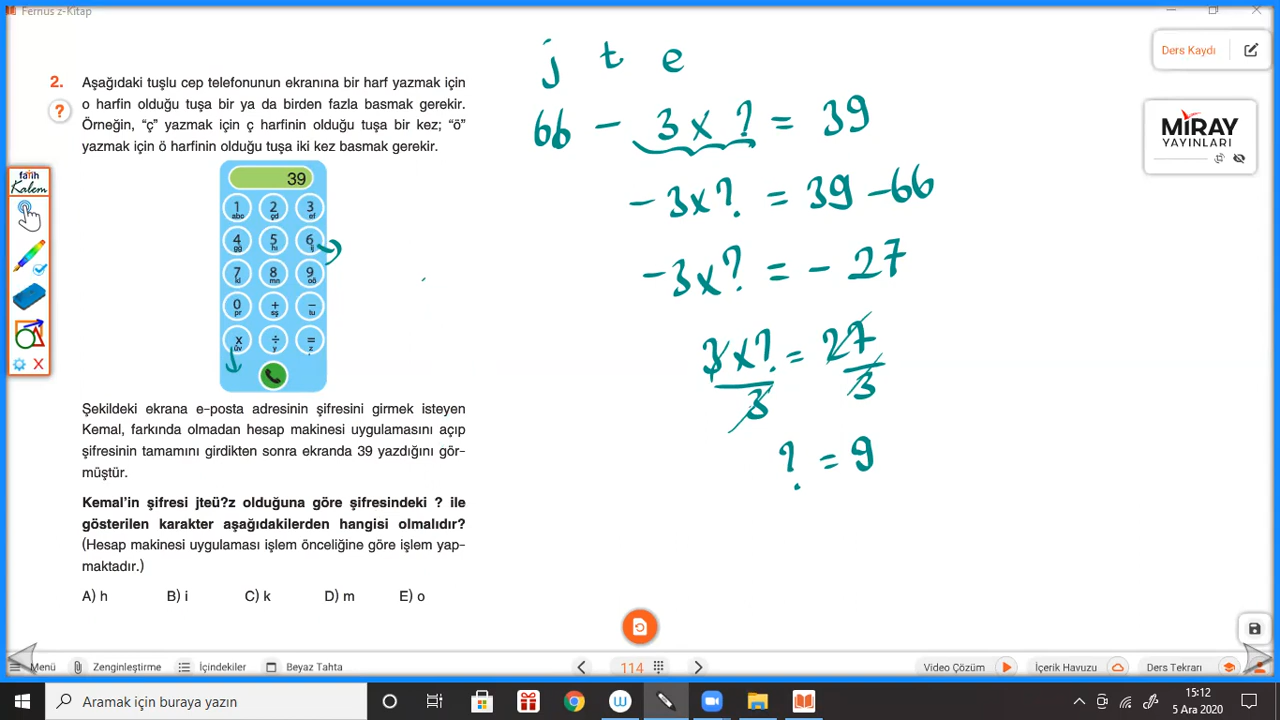 Fernus z-Kitap
Ders Kaydı
MİRAY
YAYINLARI
2. Aşağıdaki tuşlu cep telefonunun ekranına bir harf yazmak için
o harfin olduğu tuşa bir ya da birden fazla basmak gerekir.
Örneğin, “ç” yazmak için ç harfinin olduğu tuşa bir kez; “ö”
yazmak için ö harfinin olduğu tuşa iki kez basmak gerekir.
fatih
Kalem
39
1 2 3
abc çd ef
4 5 6
gğ hı ij
7 8 9
kl mn oö
0 + −
pr sş tu
x ÷ =
üv y z
Şekildeki ekrana e-posta adresinin şifresini girmek isteyen
Kemal, farkında olmadan hesap makinesi uygulamasını açıp
şifresinin tamamını girdikten sonra ekranda 39 yazdığını gör-
müştür.
Kemal’in şifresi jteü?z olduğuna göre şifresindeki ? ile
gösterilen karakter aşağıdakilerden hangisi olmalıdır?
(Hesap makinesi uygulaması işlem önceliğine göre işlem yap-
maktadır.)
A) h B) i C) k D) m E) o
j t e
66 − 3 x ? = 39
−3x? = 39 −66
−3x? = − 27
3 x? = 27
3 3
? = 9
Menü Zenginleştirme İçindekiler Beyaz Tahta 114 Video Çözüm İçerik Havuzu Ders Tekrarı
Aramak için buraya yazın
15:12
5 Ara 2020